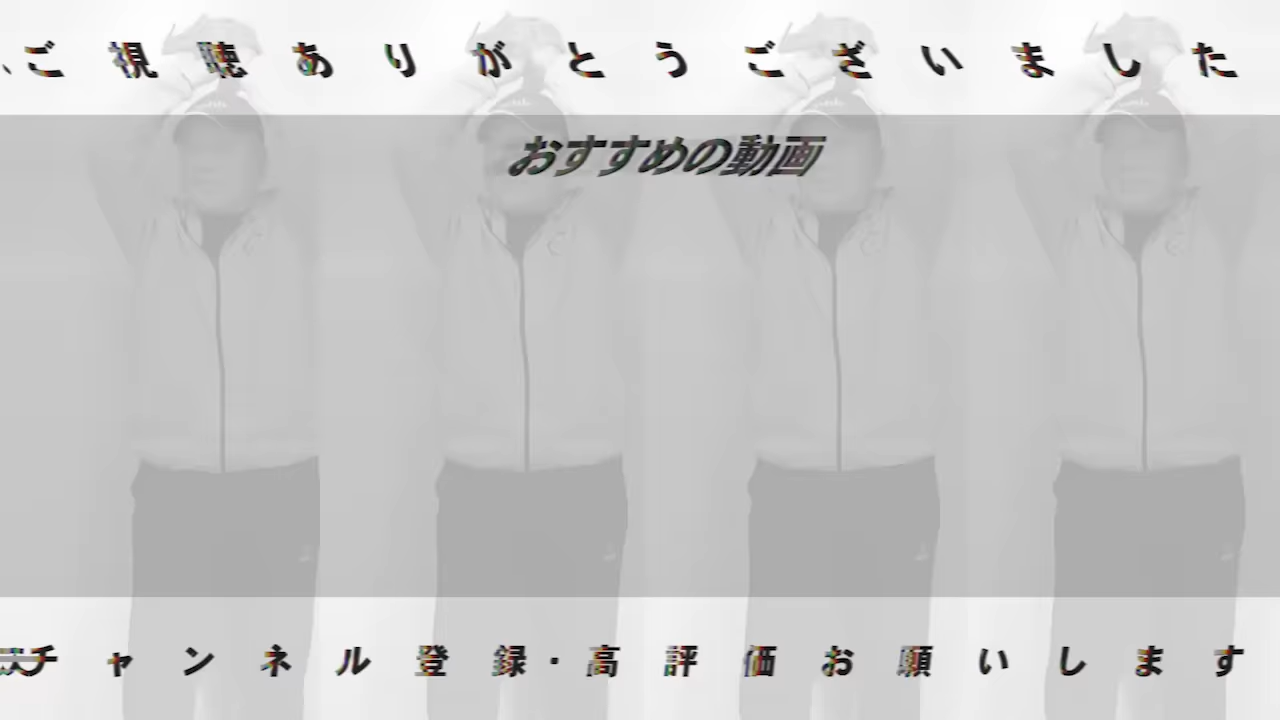 ご視聴ありがとうございました
おすすめの動画
チャンネル登録・高評価お願いします